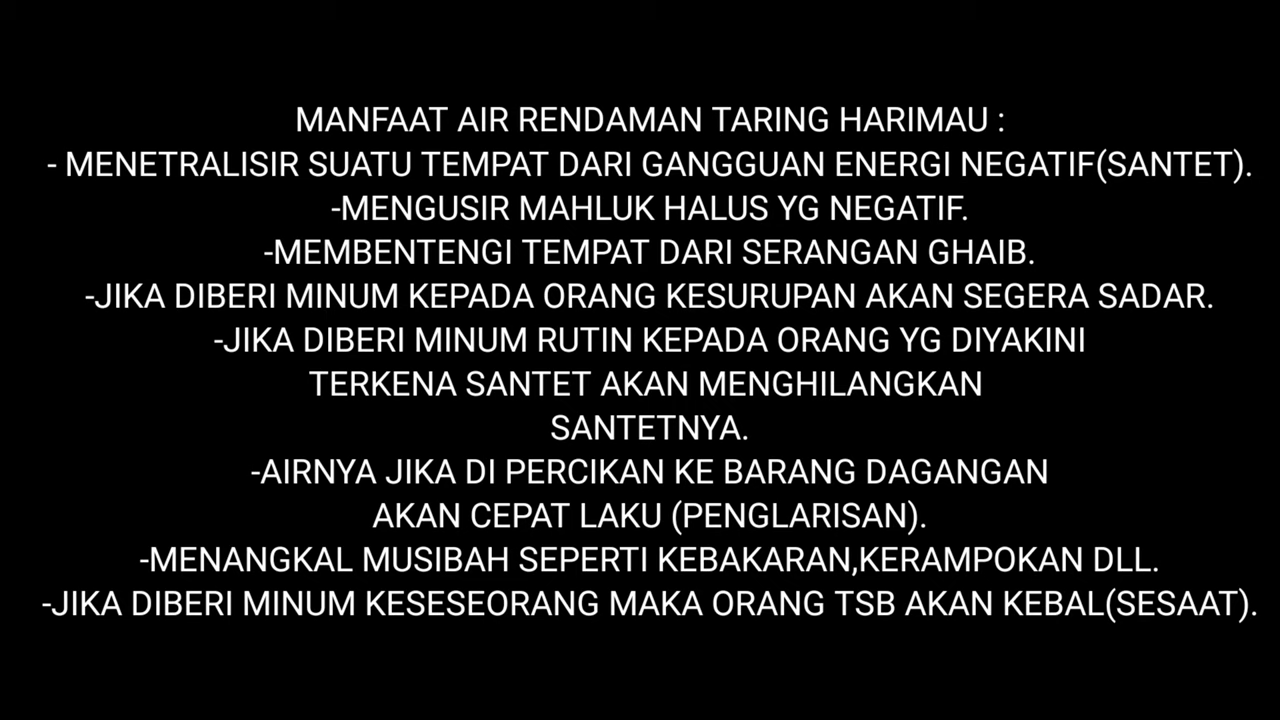 MANFAAT AIR RENDAMAN TARING HARIMAU :
- MENETRALISIR SUATU TEMPAT DARI GANGGUAN ENERGI NEGATIF(SANTET).
-MENGUSIR MAHLUK HALUS YG NEGATIF.
-MEMBENTENGI TEMPAT DARI SERANGAN GHAIB.
-JIKA DIBERI MINUM KEPADA ORANG KESURUPAN AKAN SEGERA SADAR.
-JIKA DIBERI MINUM RUTIN KEPADA ORANG YG DIYAKINI
TERKENA SANTET AKAN MENGHILANGKAN
SANTETNYA.
-AIRNYA JIKA DI PERCIKAN KE BARANG DAGANGAN
AKAN CEPAT LAKU (PENGLARISAN).
-MENANGKAL MUSIBAH SEPERTI KEBAKARAN,KERAMPOKAN DLL.
-JIKA DIBERI MINUM KESESEORANG MAKA ORANG TSB AKAN KEBAL(SESAAT).